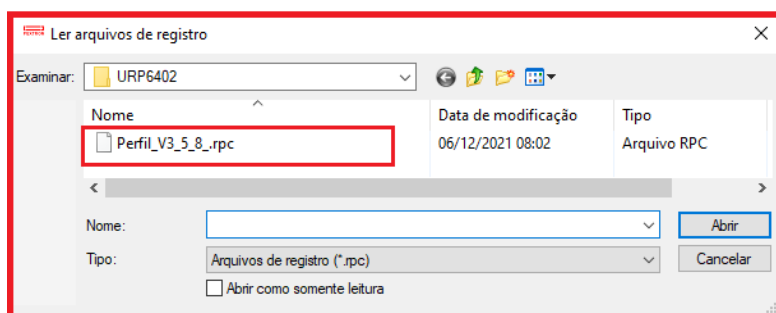 Ler arquivos de registro
Examinar: URP6402
Nome Data de modificação Tipo
Perfil_V3_5_8_.rpc 06/12/2021 08:02 Arquivo RPC
Nome: Abrir
Tipo: Arquivos de registro (*.rpc) Cancelar
Abrir como somente leitura